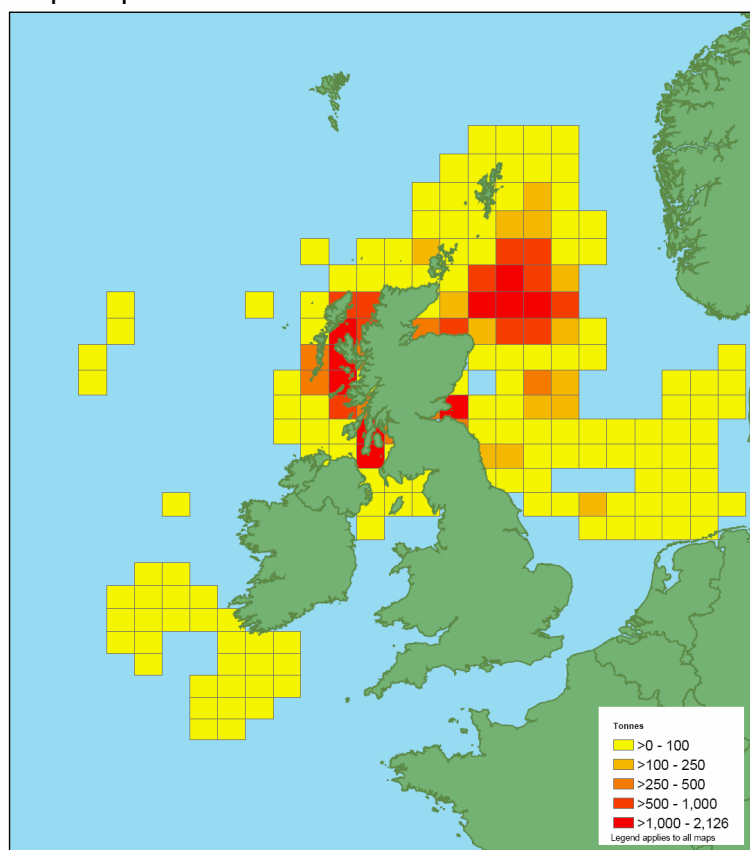 Tonnes
>0 - 100
>100 - 250
>250 - 500
>500 - 1,000
>1,000 - 2,126
Legend applies to all maps